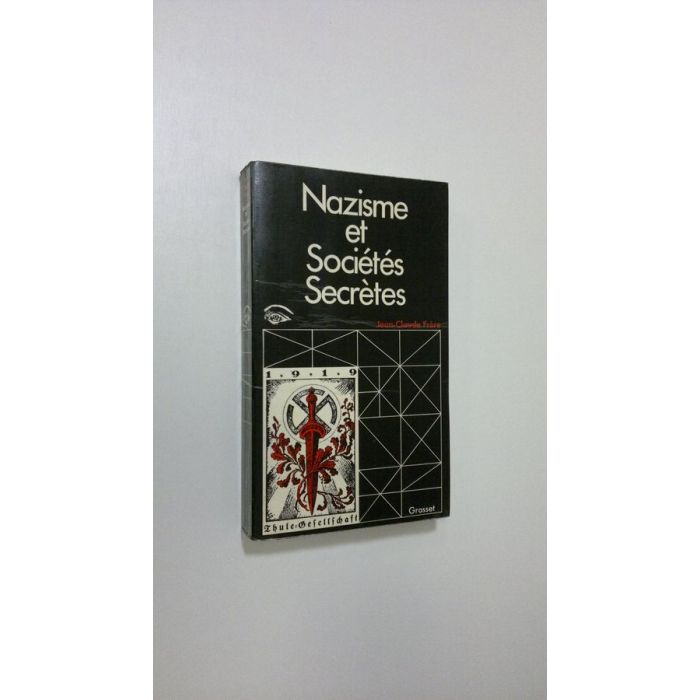 Nazisme
et
Sociétés
Secrètes
Jean-Claude Frère
1.9.1.9
Thule-Gesellschaft
Grasset